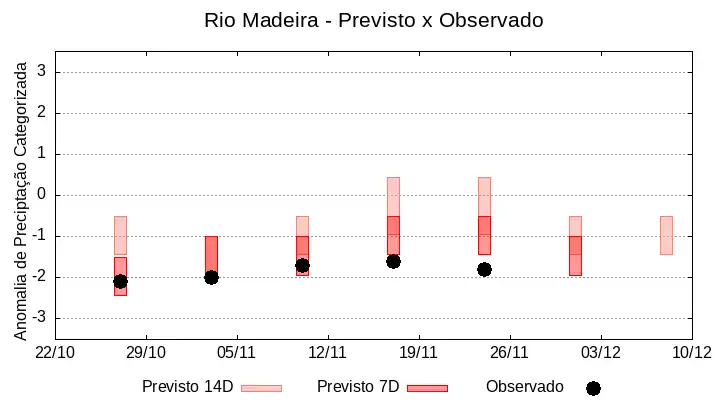 Rio Madeira - Previsto x Observado
Anomalia de Preciptação Categorizada
3
2
1
0
-1
-2
-3
22/10 29/10 05/11 12/11 19/11 26/11 03/12 10/12
Previsto 14D Previsto 7D Observado